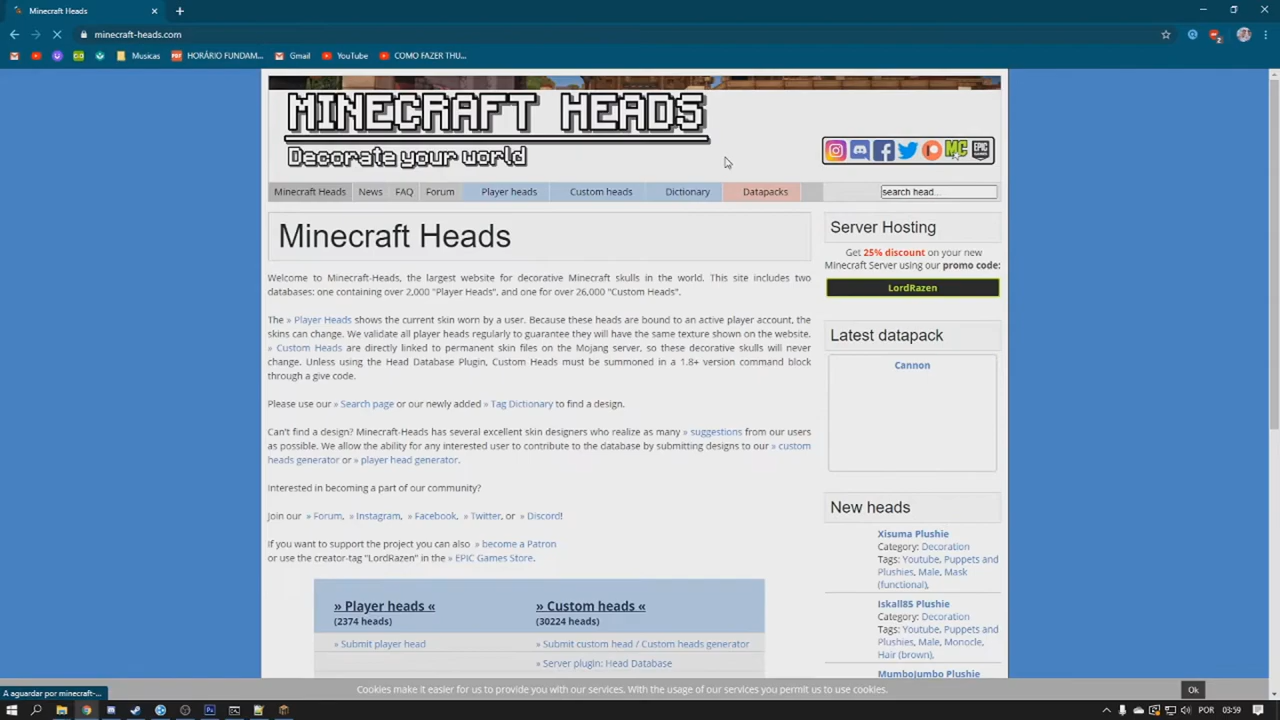 Minecraft Heads
minecraft-heads.com
Musicas
HORÁRIO FUNDAM...
Gmail
YouTube
COMO FAZER THU...
MINECRAFT HEADS
Decorate your world
Minecraft Heads
News
FAQ
Forum
Player heads
Custom heads
Dictionary
Datapacks
search head...
Minecraft Heads
Welcome to Minecraft-Heads, the largest website for decorative Minecraft skulls in the world. This site includes two
databases: one containing over 2,000 "Player Heads", and one for over 26,000 "Custom Heads".
The » Player Heads shows the current skin worn by a user. Because these heads are bound to an active player account, the
skins can change. We validate all player heads regularly to guarantee they will have the same texture shown on the website.
» Custom Heads are directly linked to permanent skin files on the Mojang server, so these decorative skulls will never
change. Unless using the Head Database Plugin, Custom Heads must be summoned in a 1.8+ version command block
through a give code.
Please use our » Search page or our newly added » Tag Dictionary to find a design.
Can't find a design? Minecraft-Heads has several excellent skin designers who realize as many » suggestions from our users
as possible. We allow the ability for any interested user to contribute to the database by submitting designs to our » custom
heads generator or » player head generator.
Interested in becoming a part of our community?
Join our » Forum, » Instagram, » Facebook, » Twitter, or » Discord!
If you want to support the project you can also » become a Patron
or use the creator-tag "LordRazen" in the » EPIC Games Store.
» Player heads «
(2374 heads)
» Submit player head
» Custom heads «
(30224 heads)
» Submit custom head / Custom heads generator
» Server plugin: Head Database
Server Hosting
Get 25% discount on your new
Minecraft Server using our promo code:
LordRazen
Latest datapack
Cannon
New heads
Xisuma Plushie
Category: Decoration
Tags: Youtube, Puppets and
Plushies, Male, Mask
(functional),
Iskall85 Plushie
Category: Decoration
Tags: Youtube, Puppets and
Plushies, Male, Monocle,
Hair (brown),
MumboJumbo Plushie
Cookies make it easier for us to provide you with our services. With the usage of our services you permit us to use cookies.
Ok
A aguardar por minecraft-...
POR
03:59